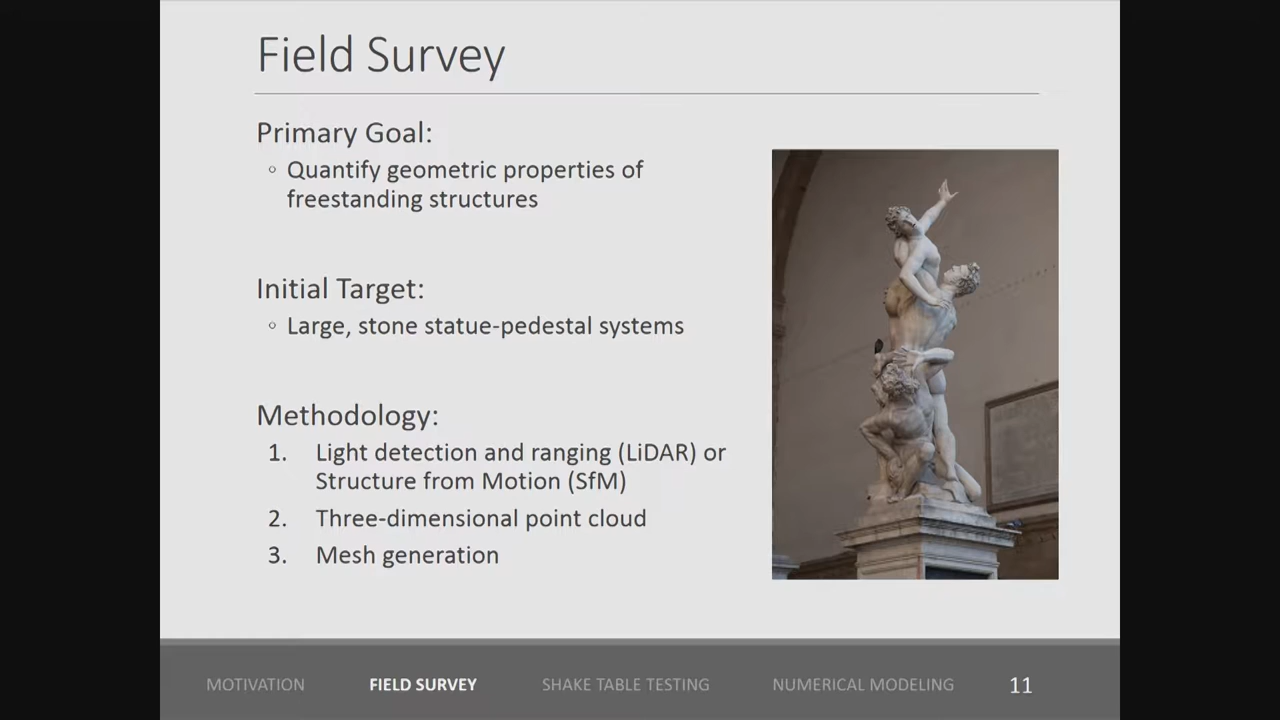 Field Survey
Primary Goal:
◦ Quantify geometric properties of
freestanding structures
Initial Target:
◦ Large, stone statue-pedestal systems
Methodology:
1. Light detection and ranging (LiDAR) or
Structure from Motion (SfM)
2. Three-dimensional point cloud
3. Mesh generation
MOTIVATION FIELD SURVEY SHAKE TABLE TESTING NUMERICAL MODELING 11